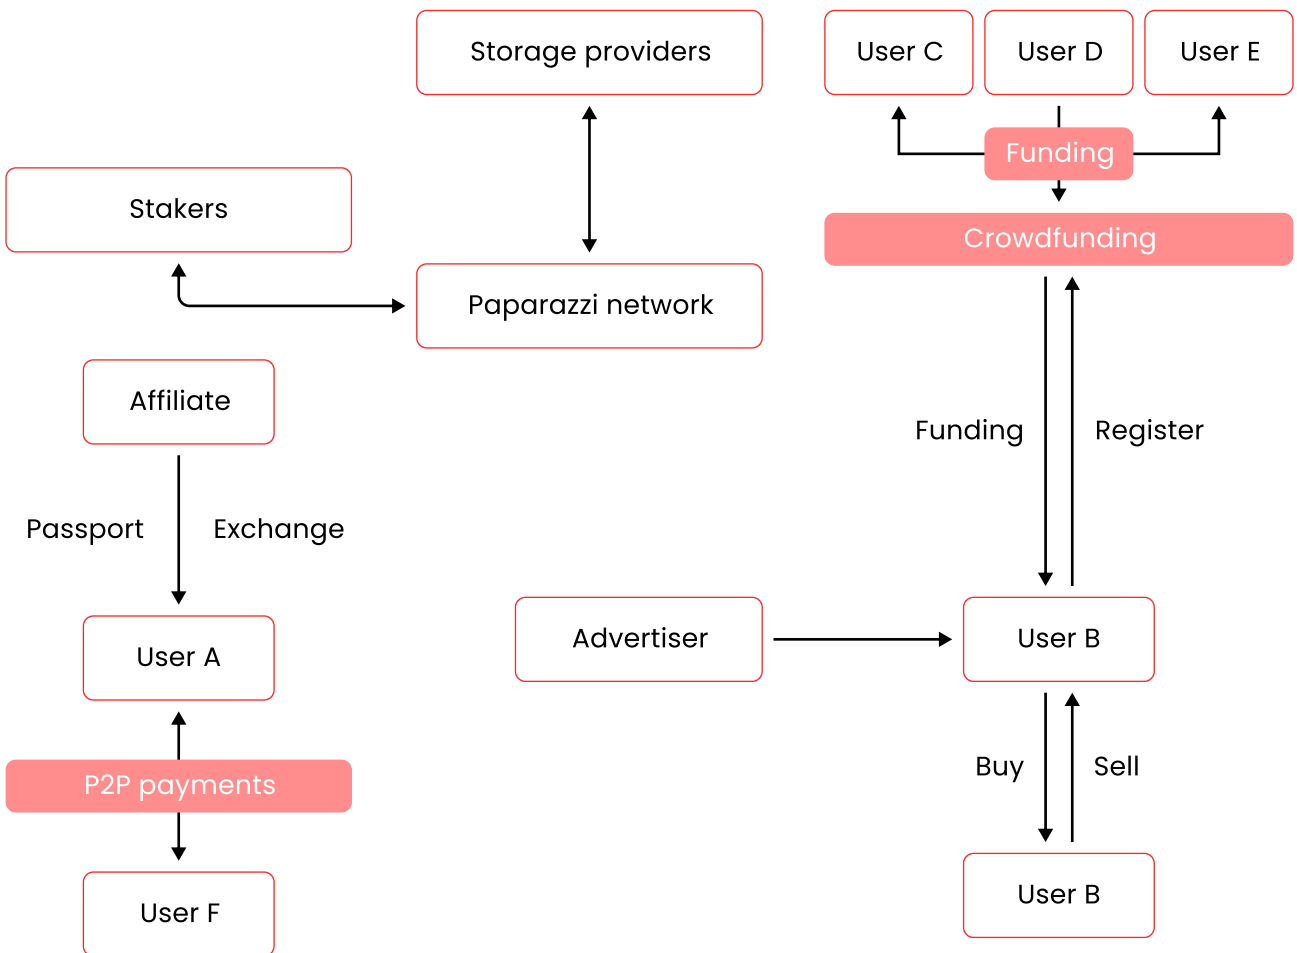 Storage providers
User C
User D
User E
Funding
Stakers
Crowdfunding
Paparazzi network
Affiliate
Funding
Register
Passport
Exchange
Advertiser
User B
User A
Buy
Sell
P2P payments
User B
User F